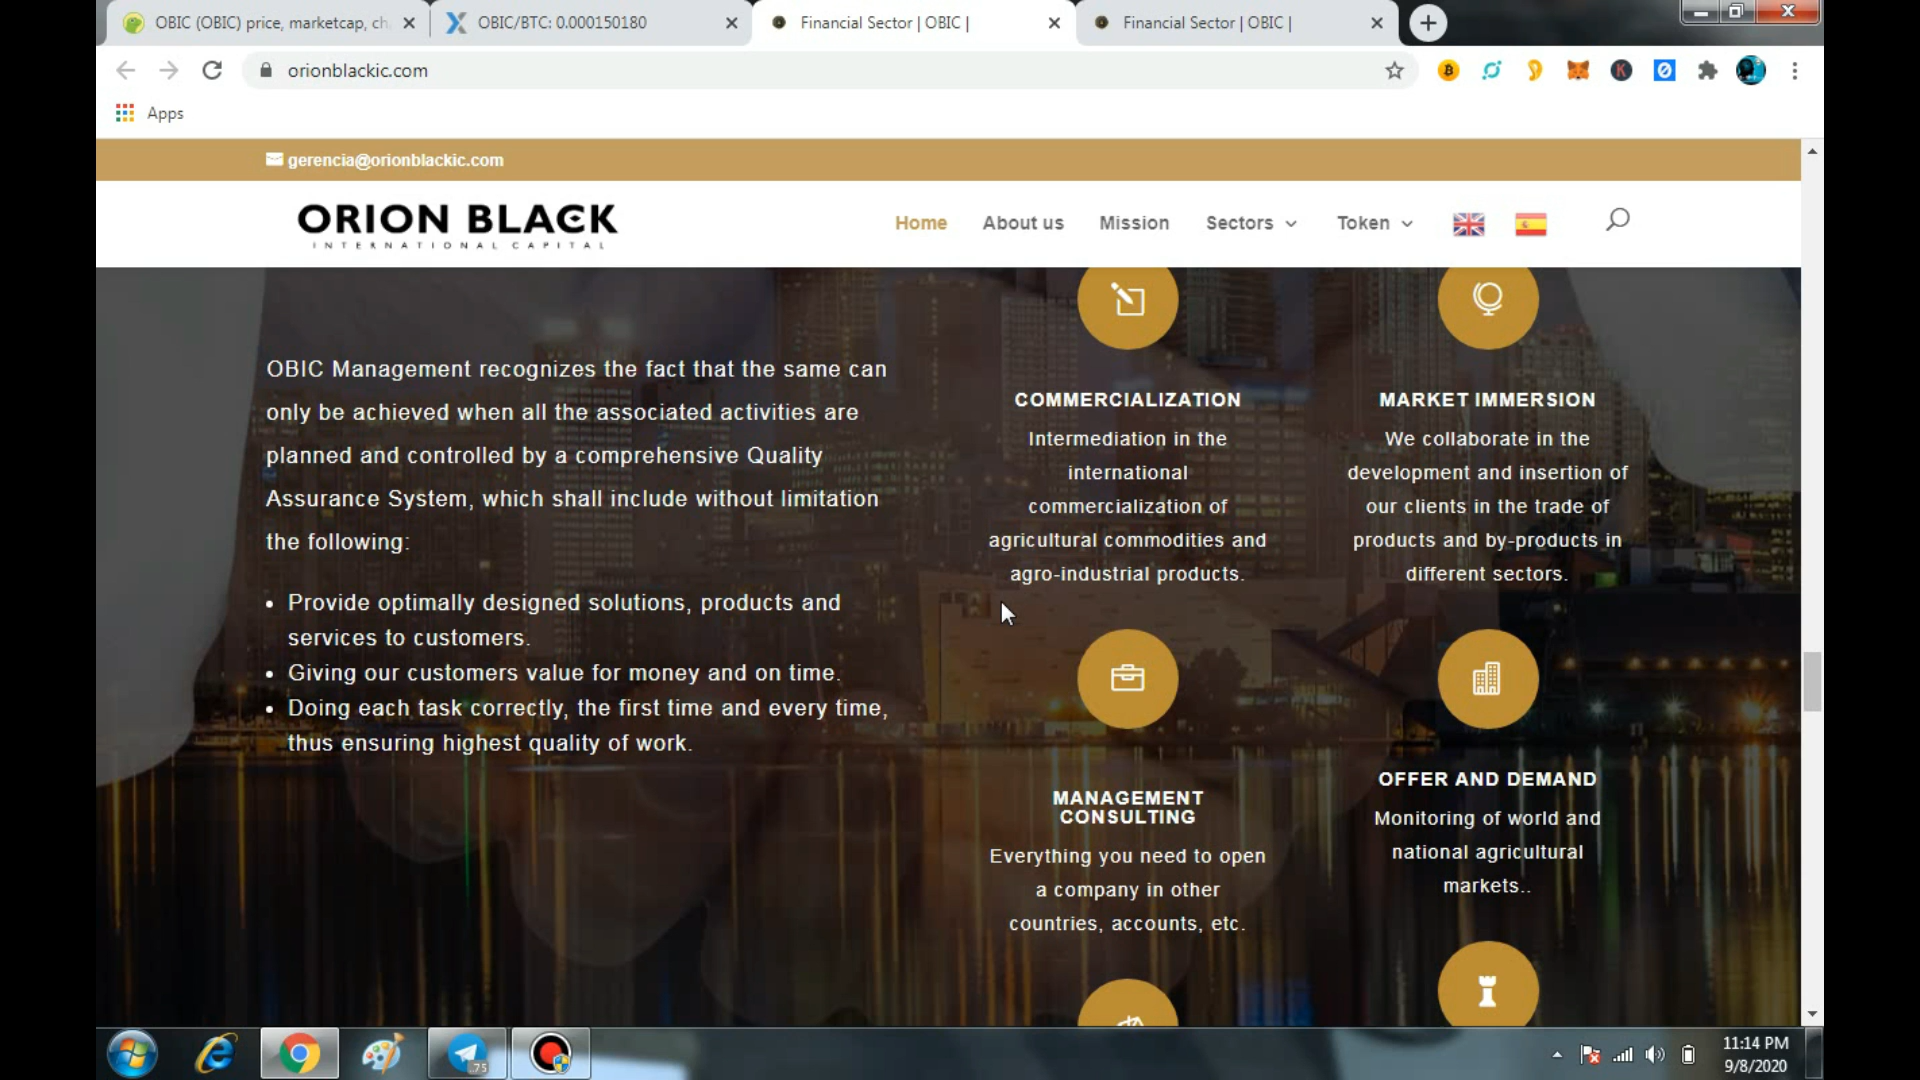 OBIC (OBIC) price, marketcap, ch
OBIC/BTC: 0.000150180
Financial Sector | OBIC |
Financial Sector | OBIC |
orionblackic.com
Apps
gerencia@orionblackic.com
ORION BLACK
INTERNATIONAL CAPITAL
Home
About us
Mission
Sectors
Token
OBIC Management recognizes the fact that the same can
only be achieved when all the associated activities are
planned and controlled by a comprehensive Quality
Assurance System, which shall include without limitation
the following:
• Provide optimally designed solutions, products and
services to customers.
• Giving our customers value for money and on time.
• Doing each task correctly, the first time and every time,
thus ensuring highest quality of work.
COMMERCIALIZATION
Intermediation in the
international
commercialization of
agricultural commodities and
agro-industrial products.
MARKET IMMERSION
We collaborate in the
development and insertion of
our clients in the trade of
products and by-products in
different sectors.
MANAGEMENT
CONSULTING
Everything you need to open
a company in other
countries, accounts, etc.
OFFER AND DEMAND
Monitoring of world and
national agricultural
markets..
.75
11:14 PM
9/8/2020